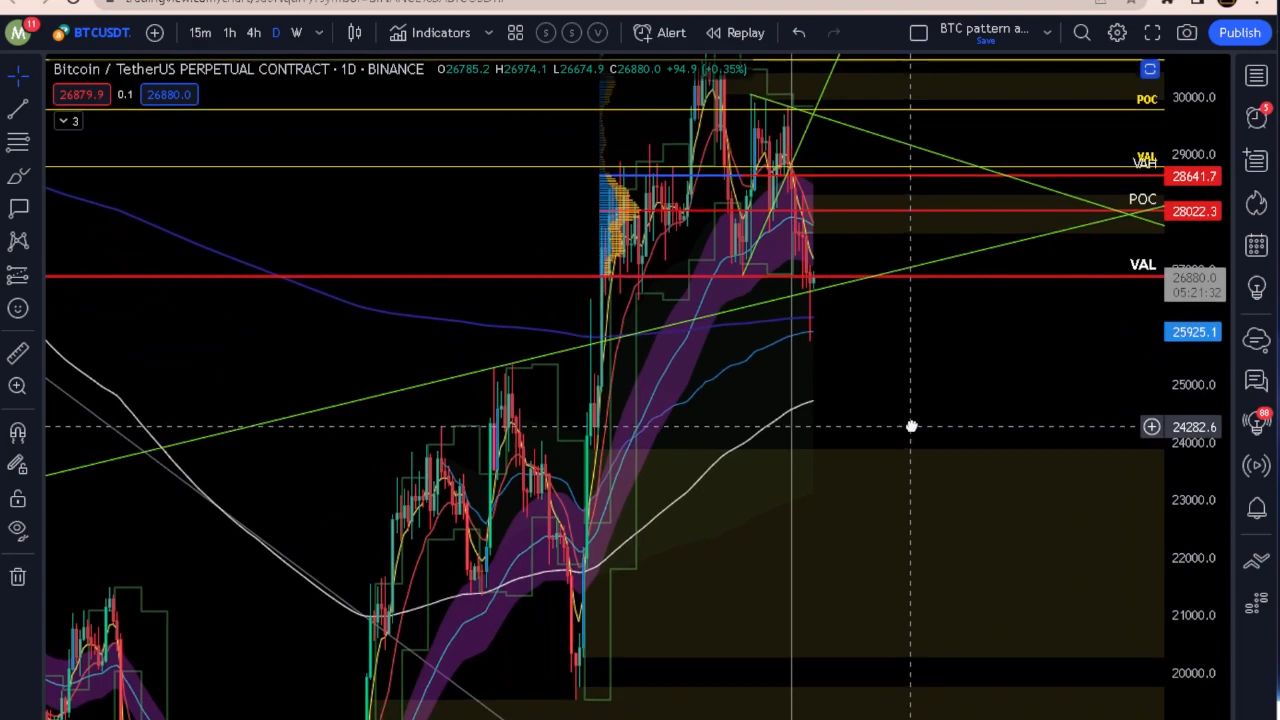 M 11 BTCUSDT. 15m 1h 4h D W Indicators S S V Alert Replay BTC pattern a... Save Publish
Bitcoin / TetherUS PERPETUAL CONTRACT · 1D · BINANCE O26785.2 H26974.1 L26674.9 C26880.0 +94.9 (+0.35%)
26879.9 0.1 26880.0
3
30000.0
POC
29000.0
VAL
VAH
28641.7
POC
28022.3
VAL
26880.0
05:21:32
25925.1
25000.0
24282.6
24000.0
23000.0
22000.0
21000.0
20000.0
5
88